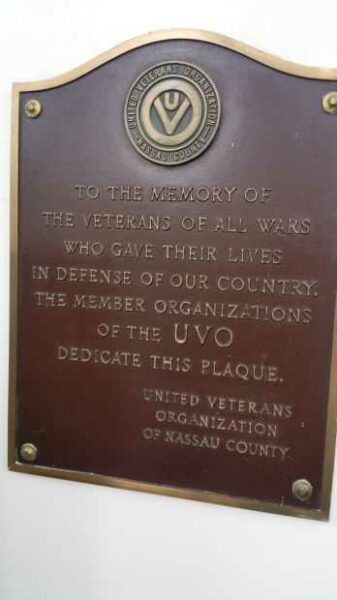 UNITED VETERANS ORGANIZATION
UVO
NASSAU COUNTY
TO THE MEMORY OF
THE VETERANS OF ALL WARS
WHO GAVE THEIR LIVES
IN DEFENSE OF OUR COUNTRY.
THE MEMBER ORGANIZATIONS
OF THE UVO
DEDICATE THIS PLAQUE.
UNITED VETERANS
ORGANIZATION
OF NASSAU COUNTY